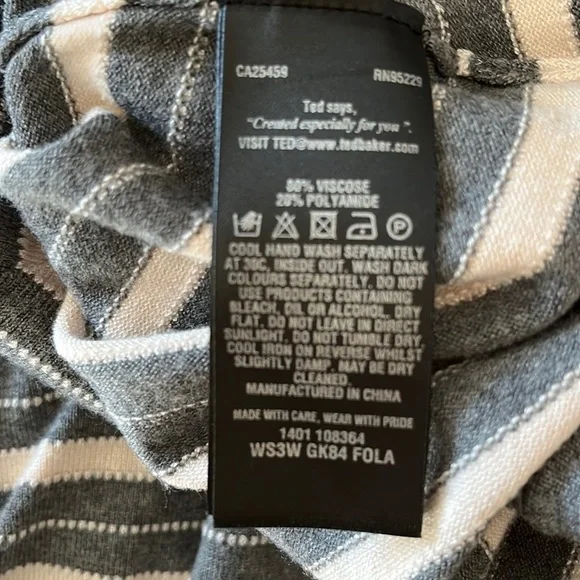 CA25459 RN95229
Ted says,
"Created especially for you".
VISIT TED@www.tedbaker.com
80% VISCOSE
20% POLYAMIDE
COOL HAND WASH SEPARATELY
AT 30C, INSIDE OUT. WASH DARK
COLOURS SEPARATELY. DO NOT
USE PRODUCTS CONTAINING
BLEACH, OIL OR ALCOHOL. DRY
FLAT. DO NOT LEAVE IN DIRECT
SUNLIGHT. DO NOT TUMBLE DRY
COOL IRON ON REVERSE WHILST
SLIGHTLY DAMP. MAY BE DRY
CLEANED.
MANUFACTURED IN CHINA
MADE WITH CARE, WEAR WITH PRIDE
1401 108364
WS3W GK84 FOLA